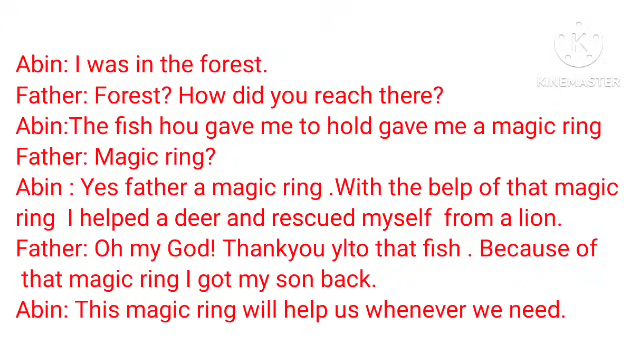 KINEMASTER
Abin: I was in the forest.
Father: Forest? How did you reach there?
Abin:The fish hou gave me to hold gave me a magic ring
Father: Magic ring?
Abin : Yes father a magic ring .With the belp of that magic
ring I helped a deer and rescued myself from a lion.
Father: Oh my God! Thankyou ylto that fish . Because of
that magic ring I got my son back.
Abin: This magic ring will help us whenever we need.